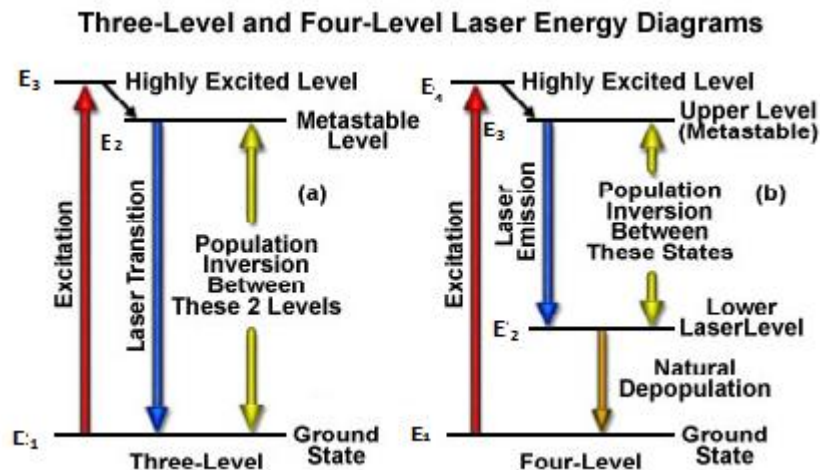 Three-Level and Four-Level Laser Energy Diagrams
E3
Highly Excited Level
E2
Metastable
Level
Excitation
Laser Transition
(a)
Population
Inversion
Between
These 2 Levels
E1
Ground
State
Three-Level
E4
Highly Excited Level
E3
Upper Level
(Metastable)
Excitation
Laser
Emission
Population
Inversion
Between
These States
(b)
E2
Lower
LaserLevel
Natural
Depopulation
E1
Ground
State
Four-Level